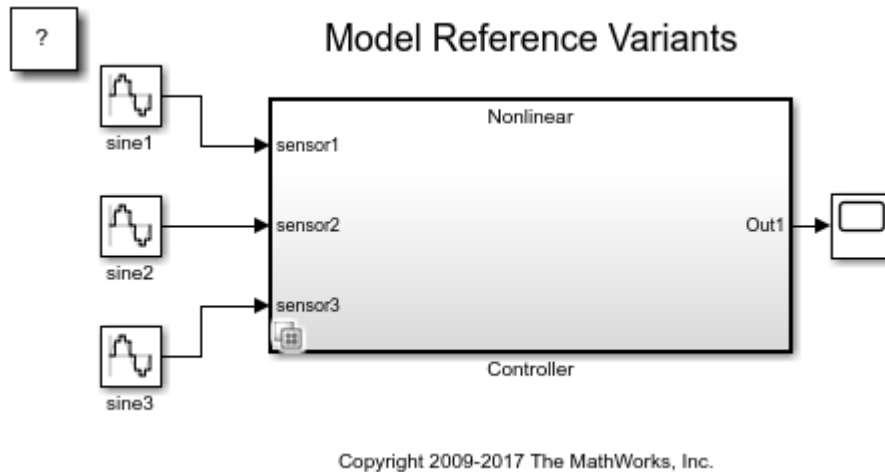 ?
Model Reference Variants
sine1
Nonlinear
sensor1
sine2
sensor2
Out1
sine3
sensor3
Controller
Copyright 2009-2017 The MathWorks, Inc.